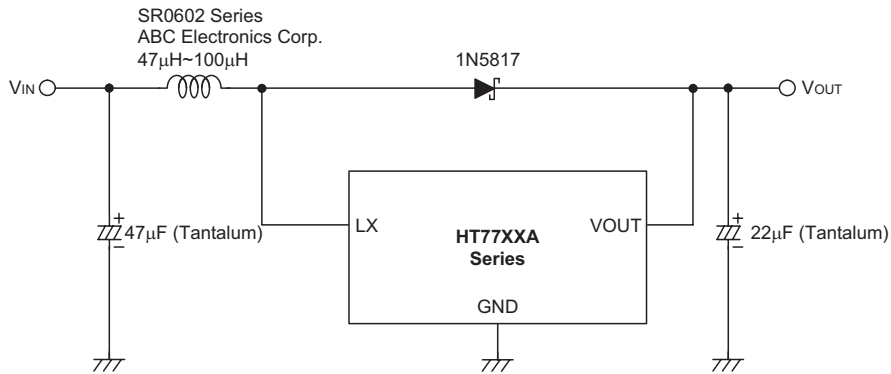 SR0602 Series
ABC Electronics Corp.
47μH~100μH
1N5817
VIN
VOUT
+
47μF (Tantalum)
−
LX
HT77XXA
Series
VOUT
GND
+
22μF (Tantalum)
−